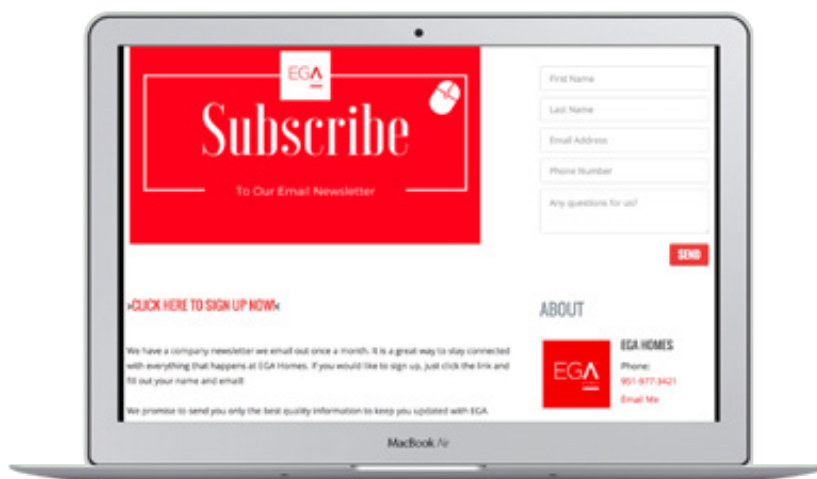 EGA
Subscribe
To Our Email Newsletter
First Name
Last Name
Email Address
Phone Number
Any questions for us?
SEND
>CLICK HERE TO SIGN UP NOW!<
We have a company newsletter we email out once a month. It is a great way to stay connected
with everything that happens at EGA Homes. If you would like to sign up, just click the link and
fill out your name and email!
We promise to send you only the best quality information to keep you updated with EGA
ABOUT
EGA
EGA HOMES
Phone:
951-977-3421
Email Me
MacBook Air